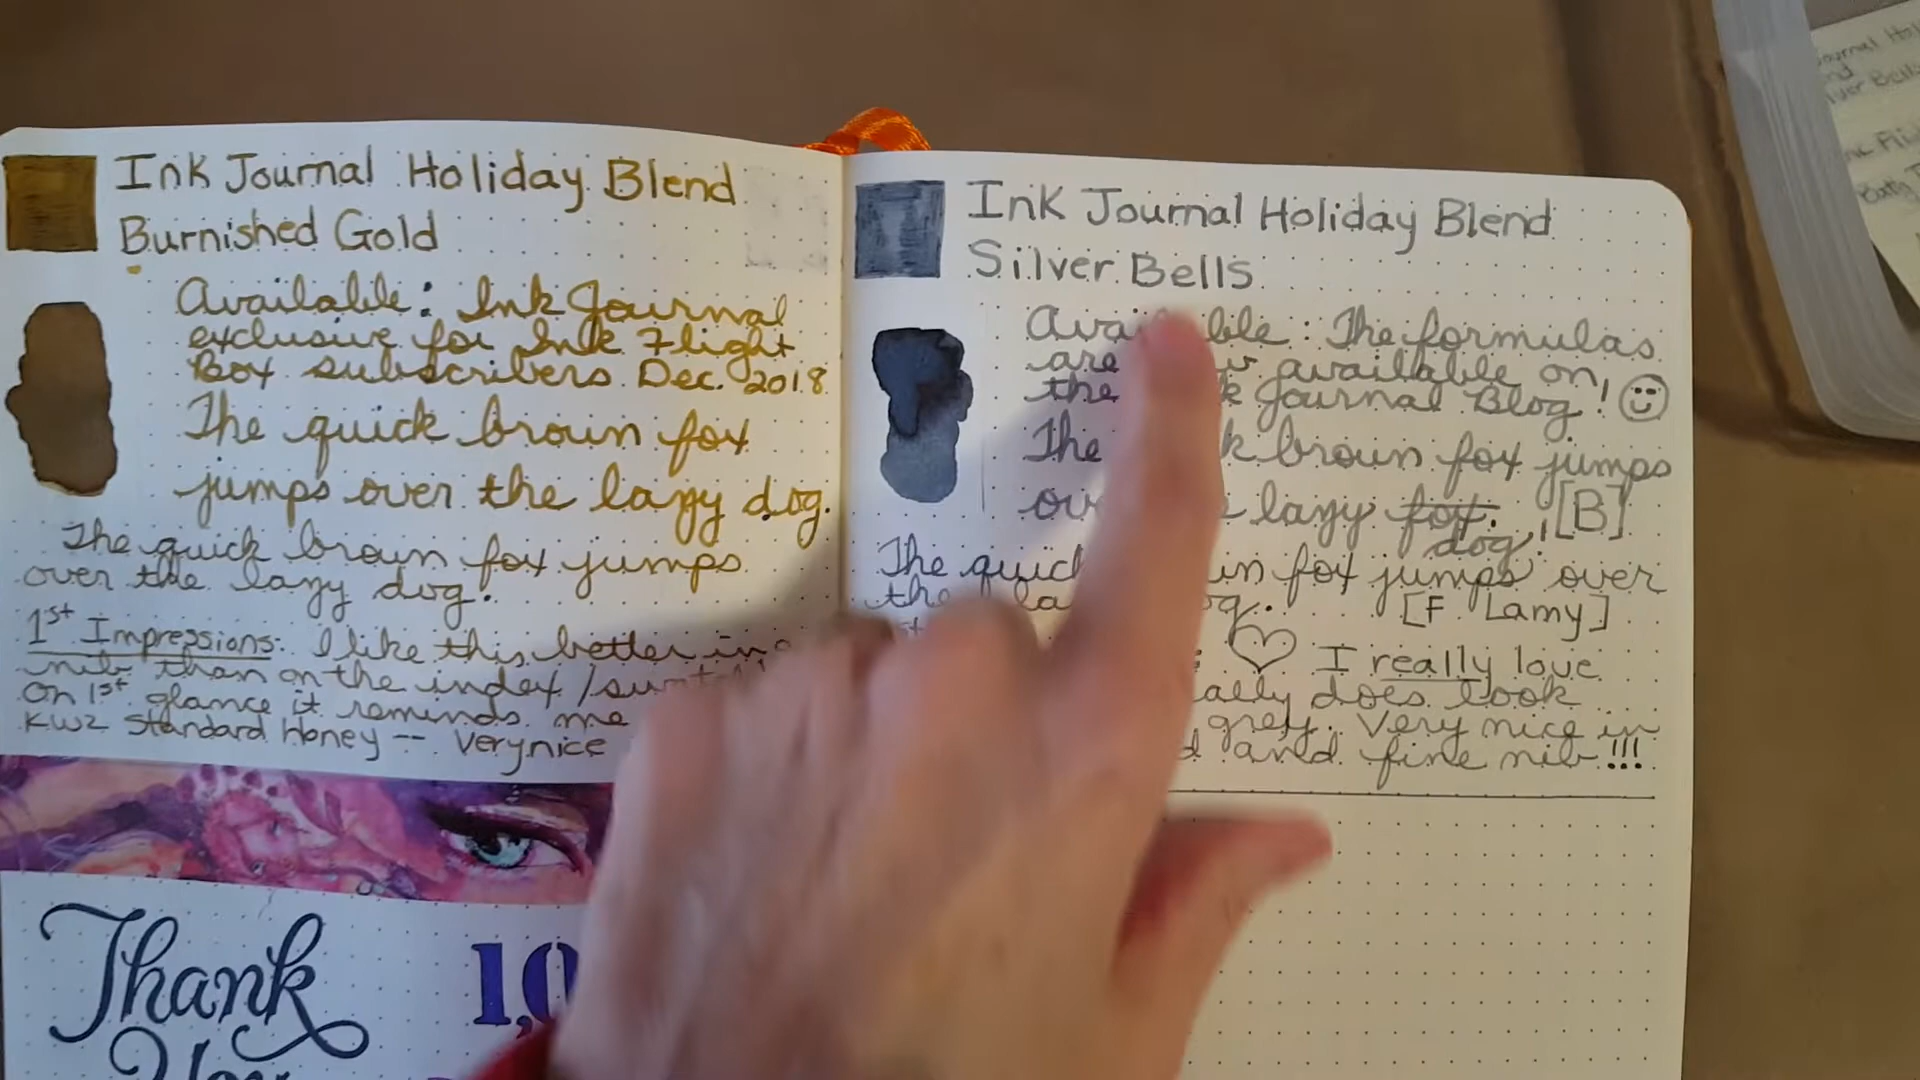 Ink Journal Holiday Blend
Burnished Gold
Available: Ink Journal
exclusive for Ink Flight
Box subscribers Dec. 2018
The quick brown fox
jumps over the lazy dog.
The quick brown fox jumps
over the lazy dog.
1st Impressions: I like this better in a
nib than on the index /
On 1st glance it reminds me
KWZ Standard Honey -- Very nice
Thank
You
1,0
Ink Journal Holiday Blend
Silver Bells
Available: The formulas
are available on
the Journal Blog!
The brown fox jumps
lazy fox. [B]
dog!
The quick fox jumps over
the [F Lamy]
I really love
does look
grey. Very nice in
and fine nib!!!